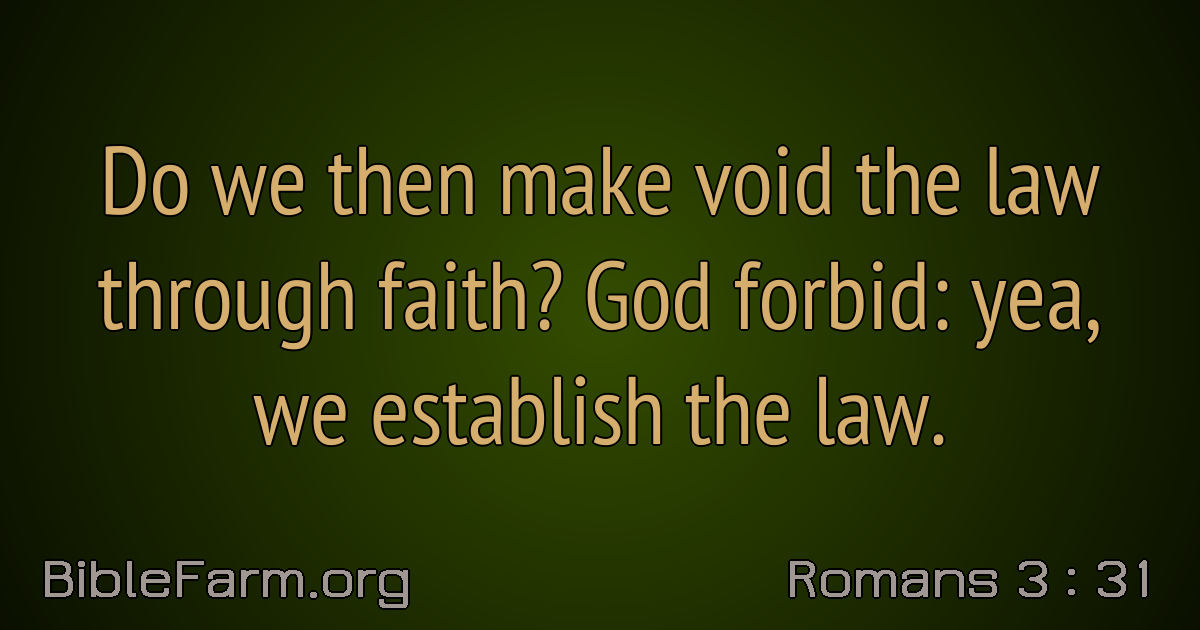 Do we then make void the law
through faith? God forbid: yea,
we establish the law.
BibleFarm.org
Romans 3 : 31